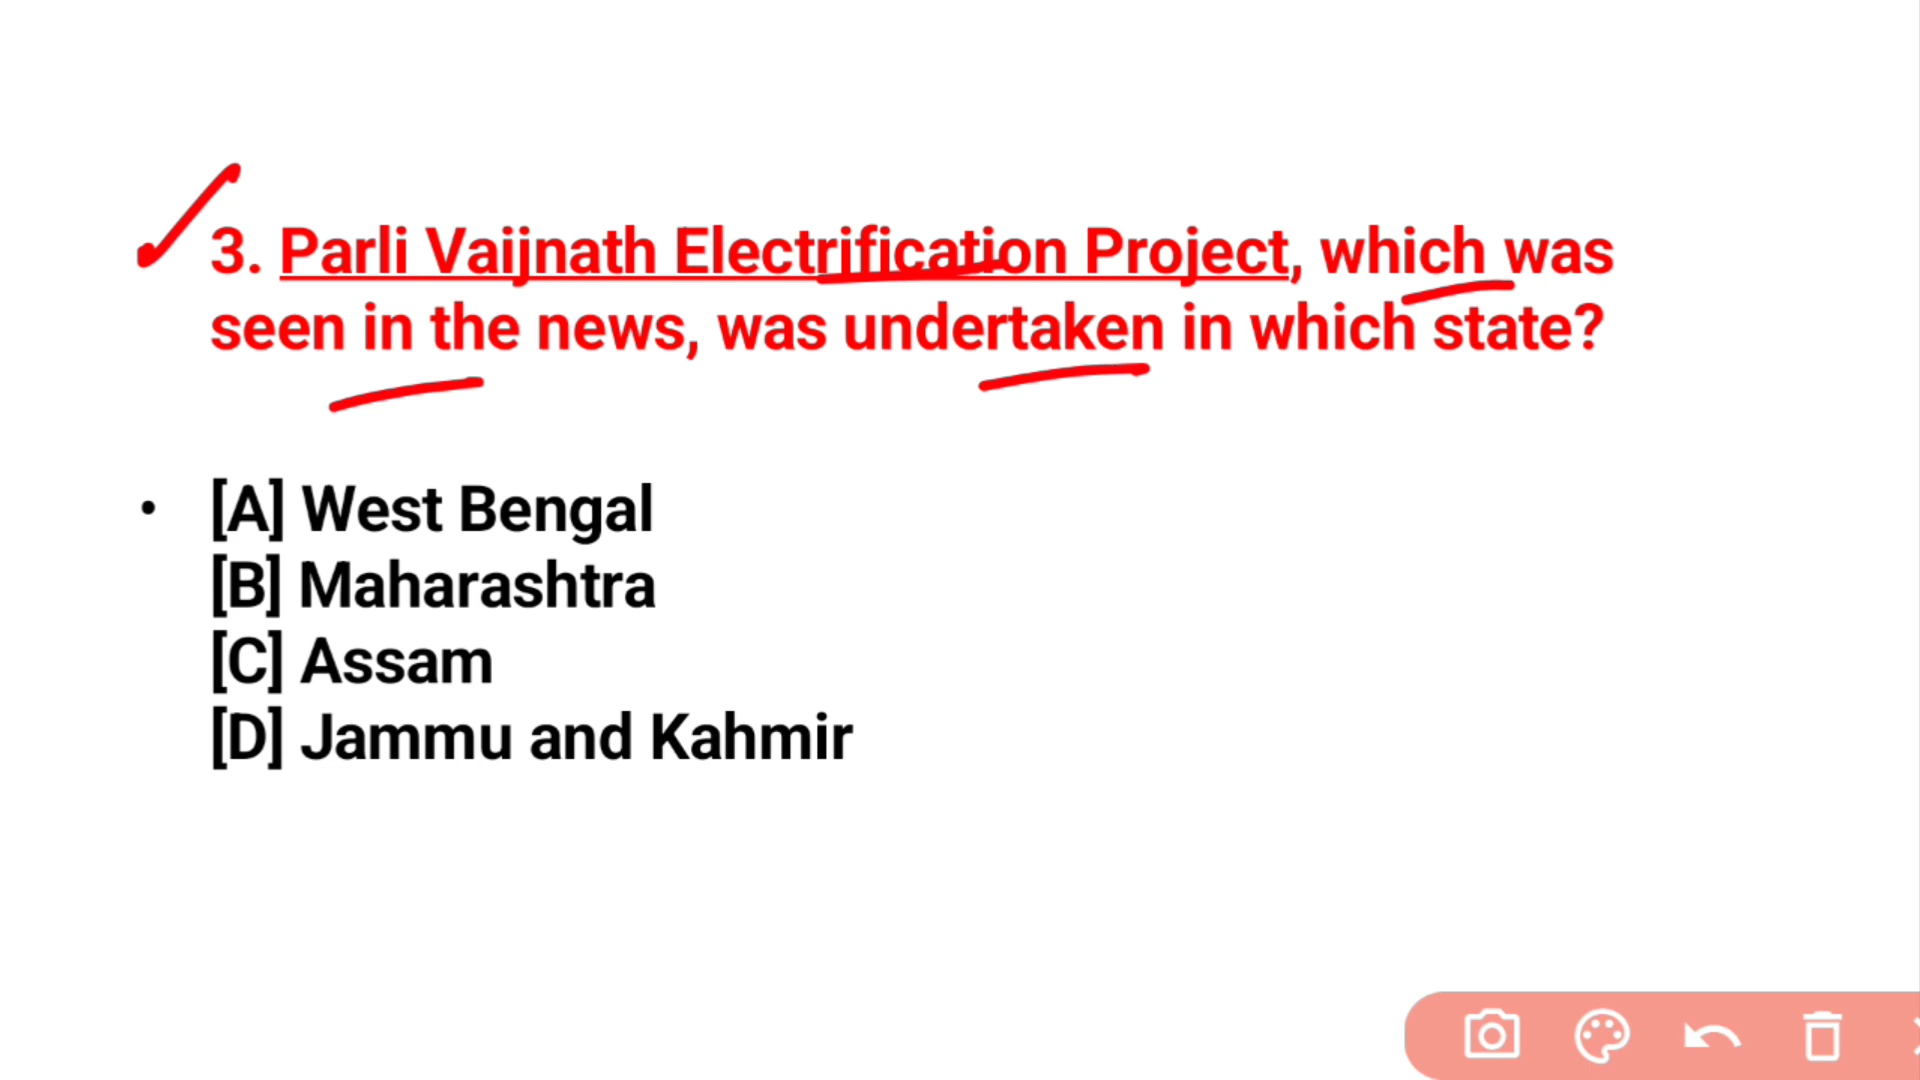 3. Parli Vaijnath Electrification Project, which was
seen in the news, was undertaken in which state?
• [A] West Bengal
[B] Maharashtra
[C] Assam
[D] Jammu and Kahmir